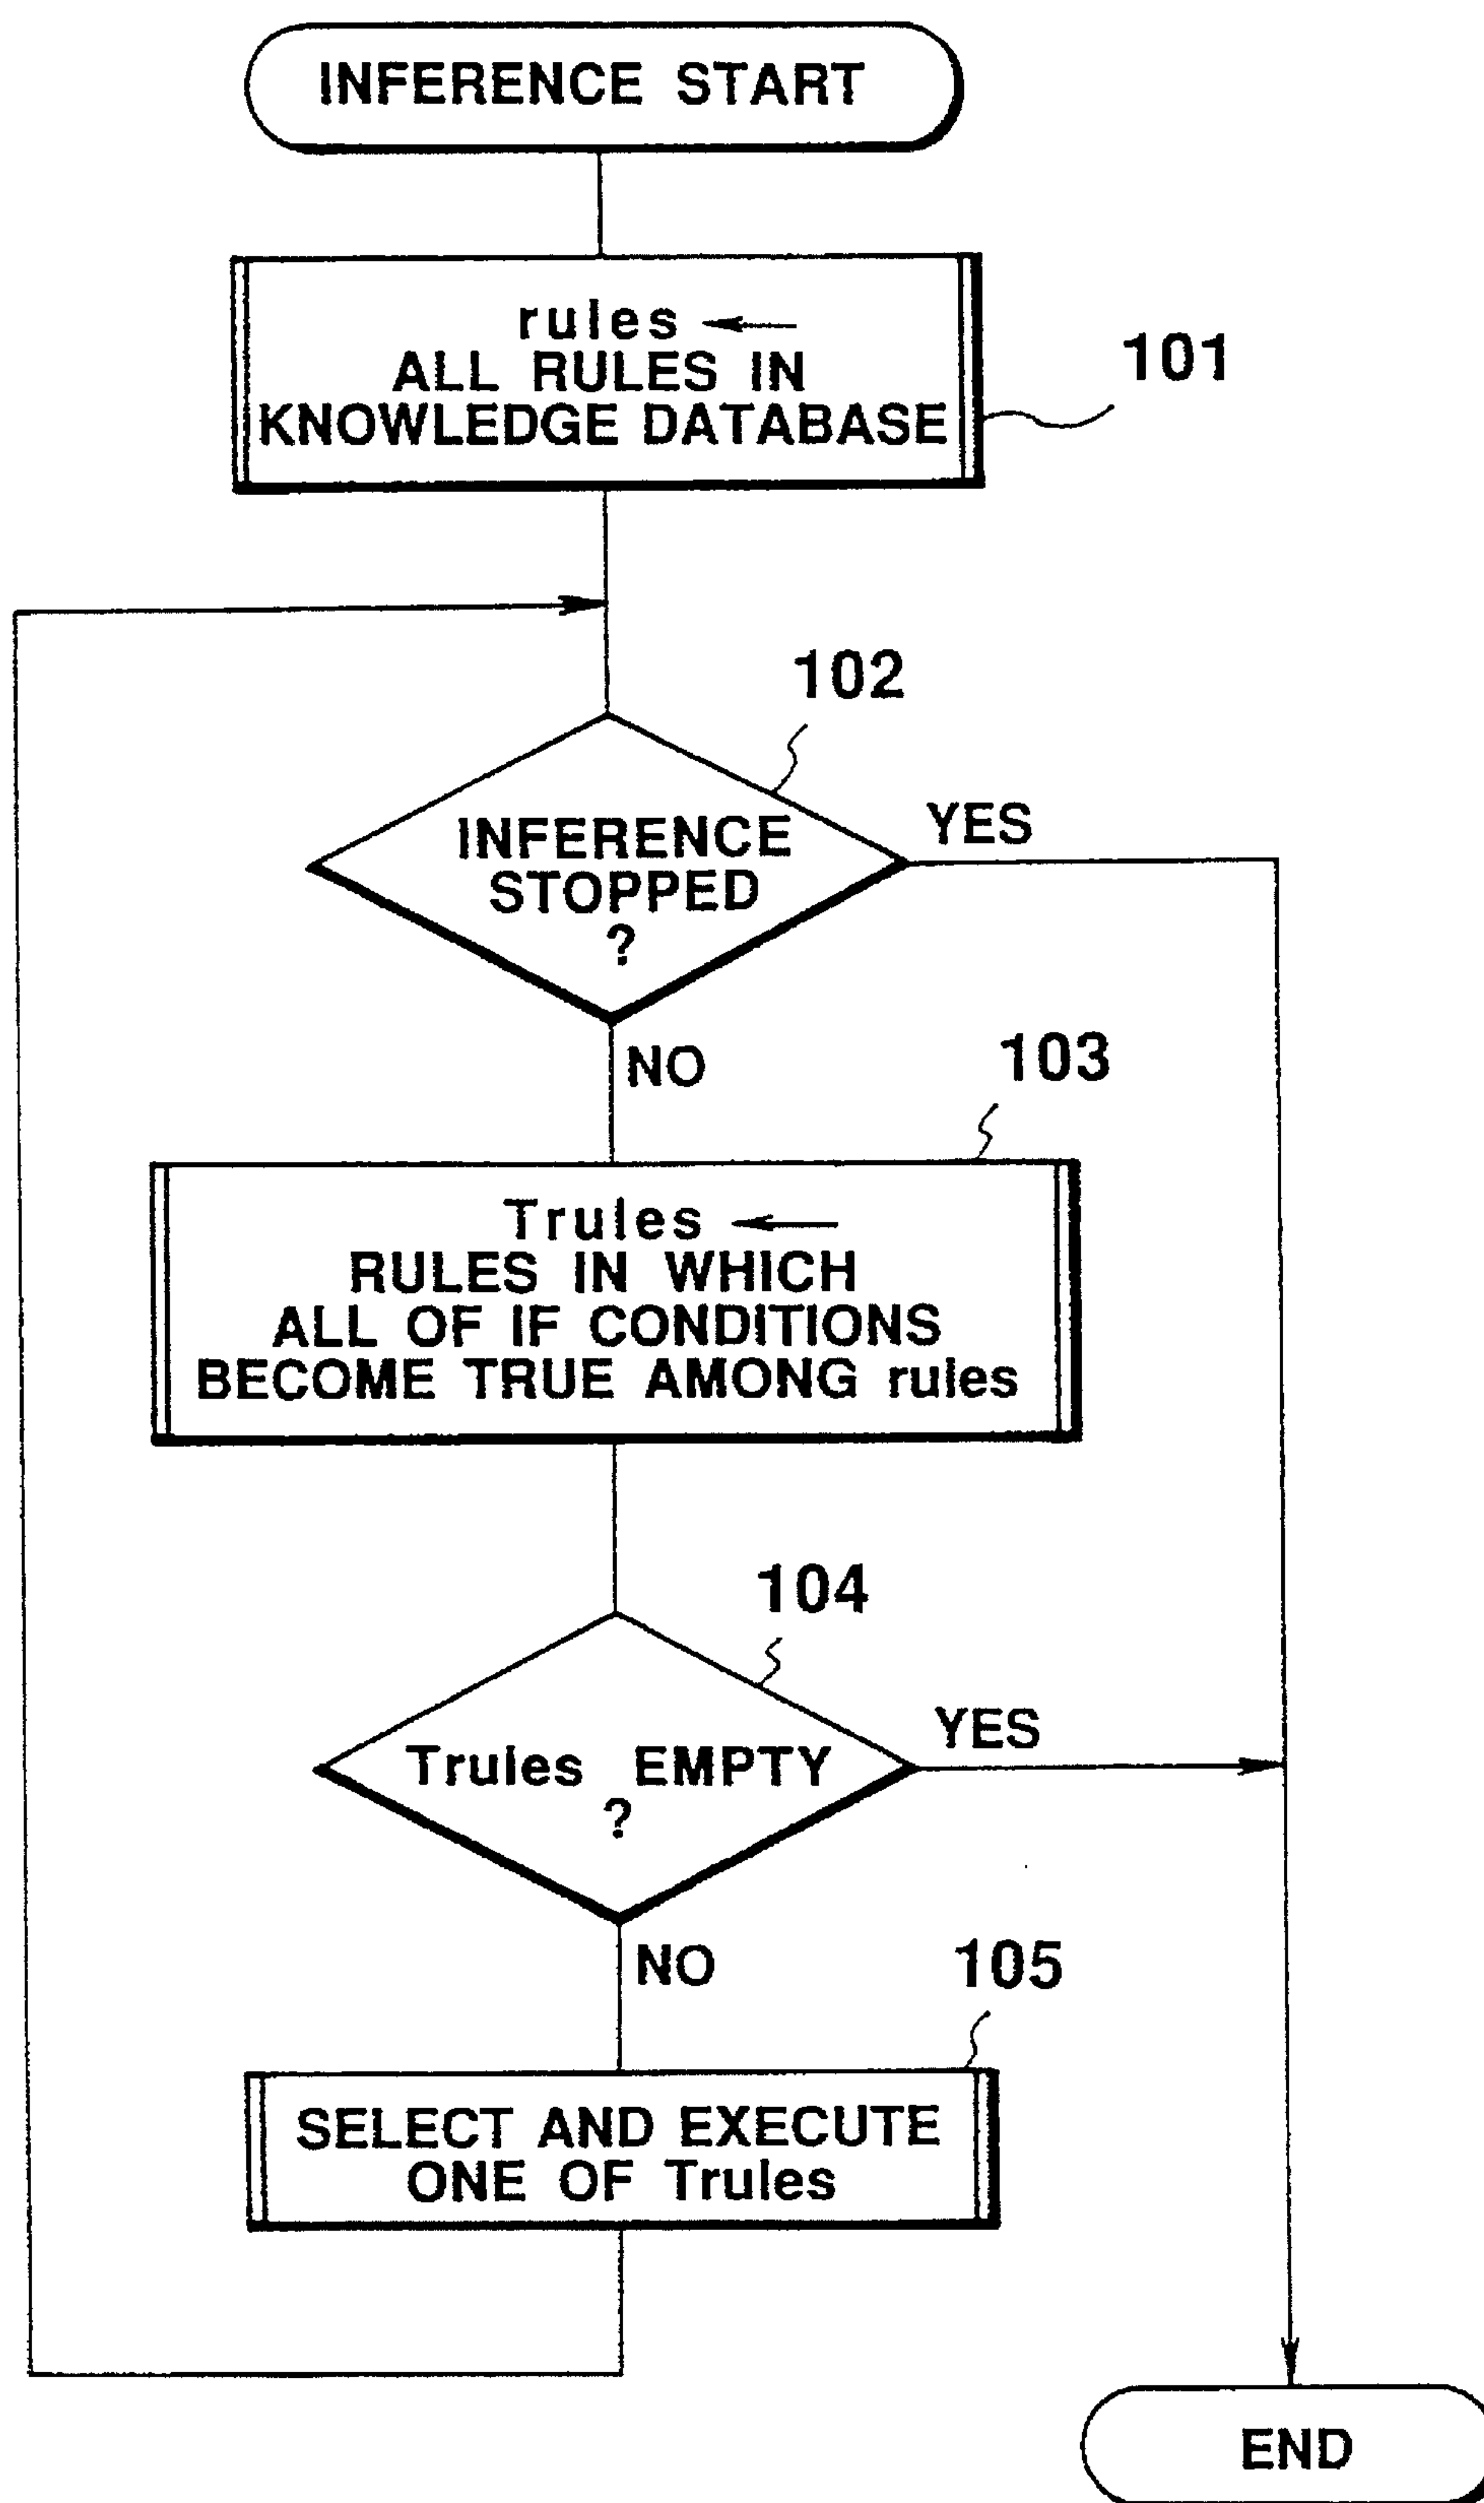 INFERENCE START
rules ←
ALL RULES IN
KNOWLEDGE DATABASE
101
102
INFERENCE
STOPPED
?
YES
NO
103
Trules ←
RULES IN WHICH
ALL OF IF CONDITIONS
BECOME TRUE AMONG rules
104
Trules EMPTY
?
YES
NO
105
SELECT AND EXECUTE
ONE OF Trules
END